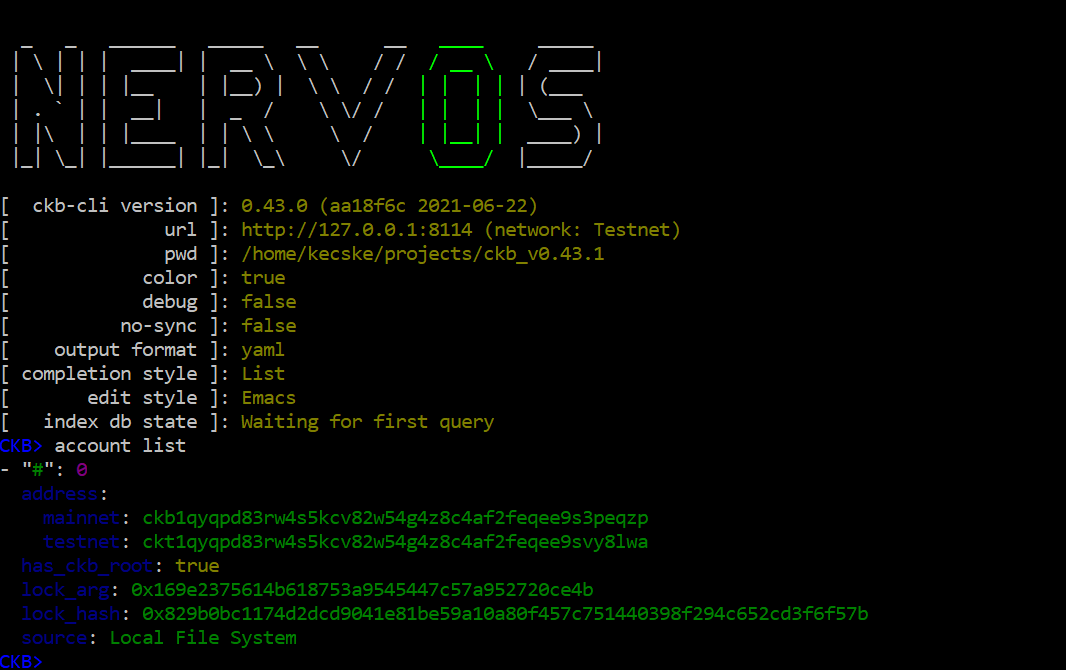 NERVOS
[ ckb-cli version ]: 0.43.0 (aa18f6c 2021-06-22)
[ url ]: http://127.0.0.1:8114 (network: Testnet)
[ pwd ]: /home/kecske/projects/ckb_v0.43.1
[ color ]: true
[ debug ]: false
[ no-sync ]: false
[ output format ]: yaml
[ completion style ]: List
[ edit style ]: Emacs
[ index db state ]: Waiting for first query
CKB> account list
- "#": 0
address:
mainnet: ckb1qyqpd83rw4s5kcv82w54g4z8c4af2feqee9s3peqzp
testnet: ckt1qyqpd83rw4s5kcv82w54g4z8c4af2feqee9svy8lwa
has_ckb_root: true
lock_arg: 0x169e2375614b618753a9545447c57a952720ce4b
lock_hash: 0x829b0bc1174d2dcd9041e81be59a10a80f457c751440398f294c652cd3f6f57b
source: Local File System
CKB>